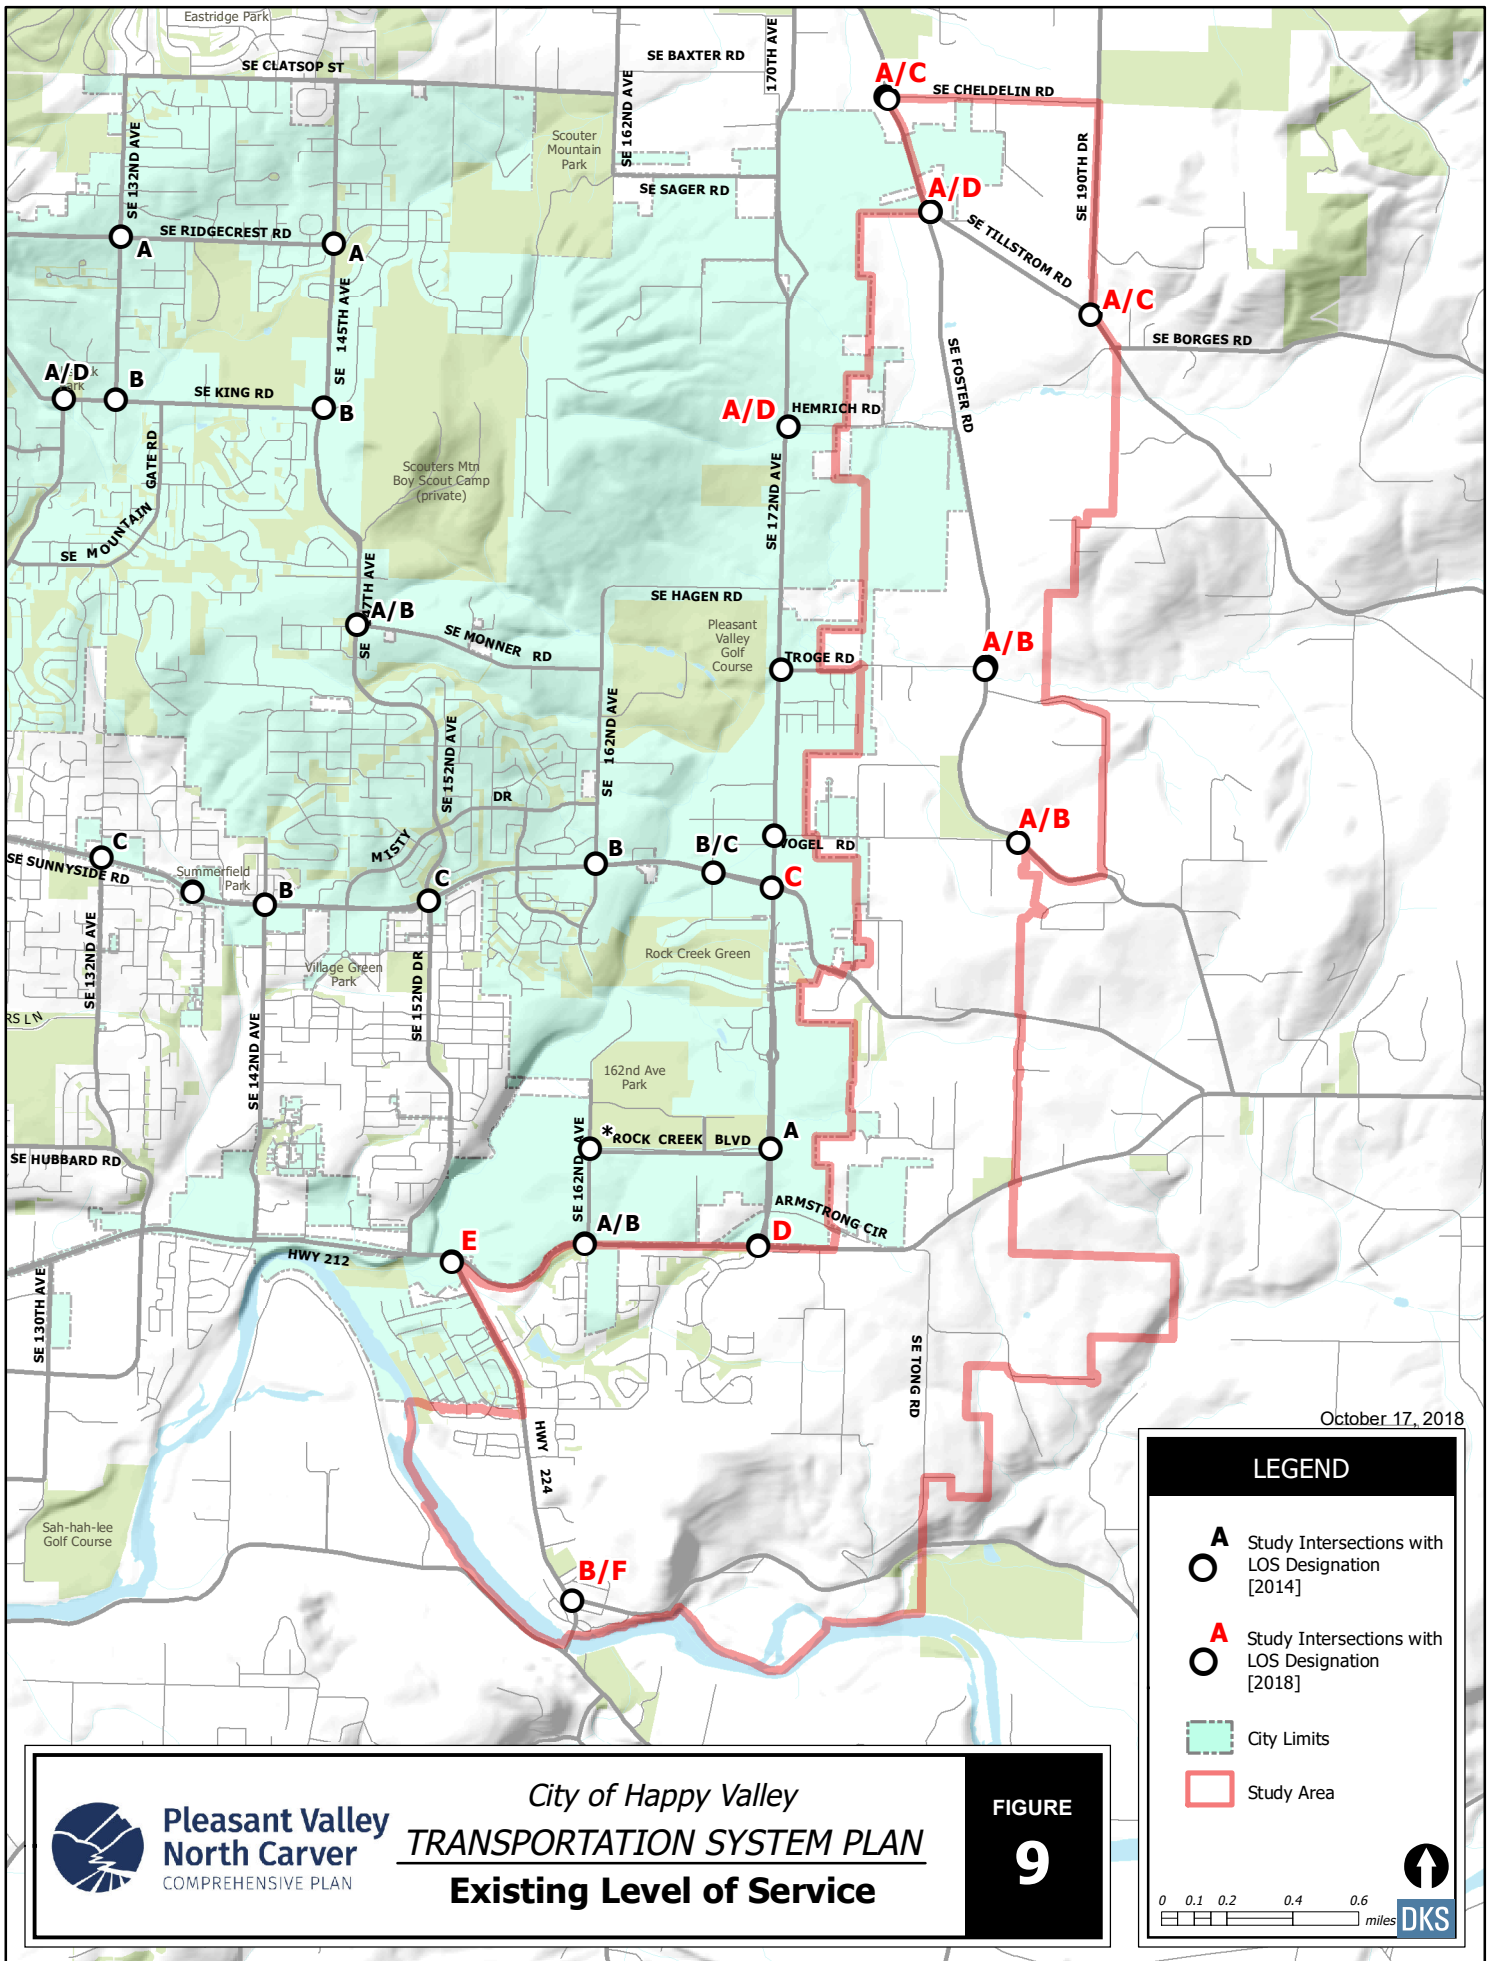 Eastridge Park
SE CLATSOP ST
SE BAXTER RD
170TH AVE
SE 162ND AVE
A/C
SE CHELDELIN RD
Scouter
Mountain
Park
SE 132ND AVE
SE SAGER RD
SE 190TH DR
A/D
SE TILLSTROM RD
SE RIDGECREST RD
A
A
SE 145TH AVE
A/C
SE BORGES RD
SE FOSTER RD
A/D
B
SE KING RD
B
A/D
HEMRICH RD
GATE RD
SE MOUNTAIN
Scouters Mtn
Boy Scout Camp
(private)
SE 172ND AVE
SE HAGEN RD
A/B
SE MONNER RD
Pleasant
Valley
Golf
Course
TROGE RD
A/B
SE 162ND AVE
SE 152ND AVE
MISTY DR
C
SE SUNNYSIDE RD
Summerfield
Park
B
C
B
B/C
VOGEL RD
C
A/B
SE 132ND AVE
Village Green
Park
SE 152ND DR
Rock Creek Green
RS LN
SE 142ND AVE
162nd Ave
Park
SE 162ND AVE
*
ROCK CREEK BLVD
A
SE HUBBARD RD
ARMSTRONG CIR
A/B
D
E
HWY 212
SE 130TH AVE
SE TONG RD
HWY 224
October 17, 2018
Sah-hah-lee
Golf Course
B/F
LEGEND
A
Study Intersections with
LOS Designation
[2014]
A
Study Intersections with
LOS Designation
[2018]
City Limits
Study Area
0 0.1 0.2 0.4 0.6
miles
DKS
Pleasant Valley
North Carver
COMPREHENSIVE PLAN
City of Happy Valley
TRANSPORTATION SYSTEM PLAN
Existing Level of Service
FIGURE
9